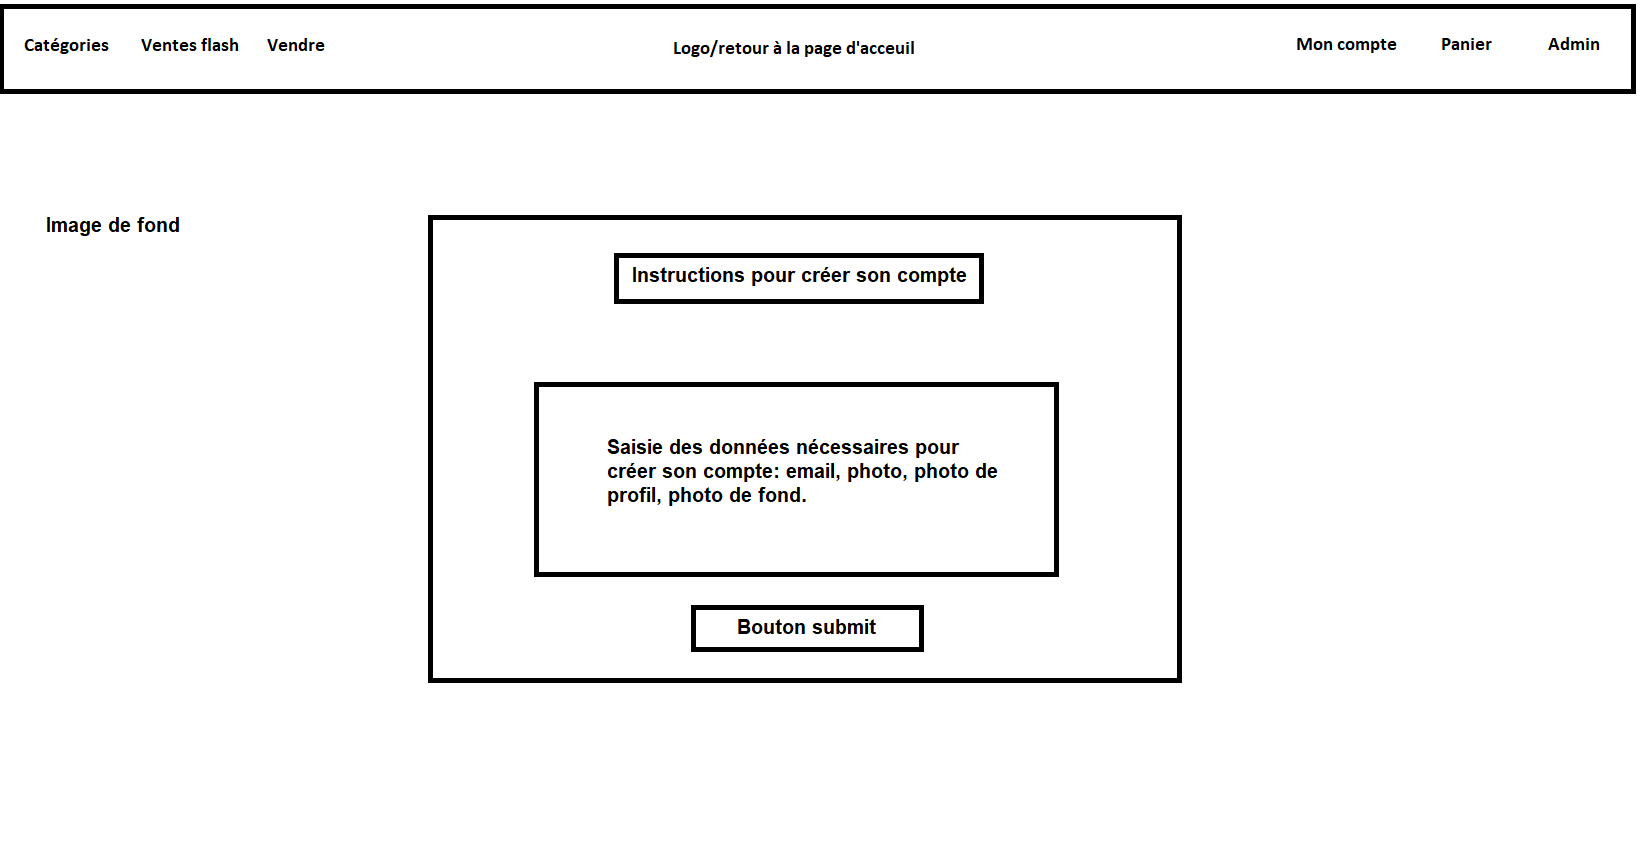 Catégories Ventes flash Vendre Logo/retour à la page d'acceuil Mon compte Panier Admin
Image de fond
Instructions pour créer son compte
Saisie des données nécessaires pour
créer son compte: email, photo, photo de
profil, photo de fond.
Bouton submit